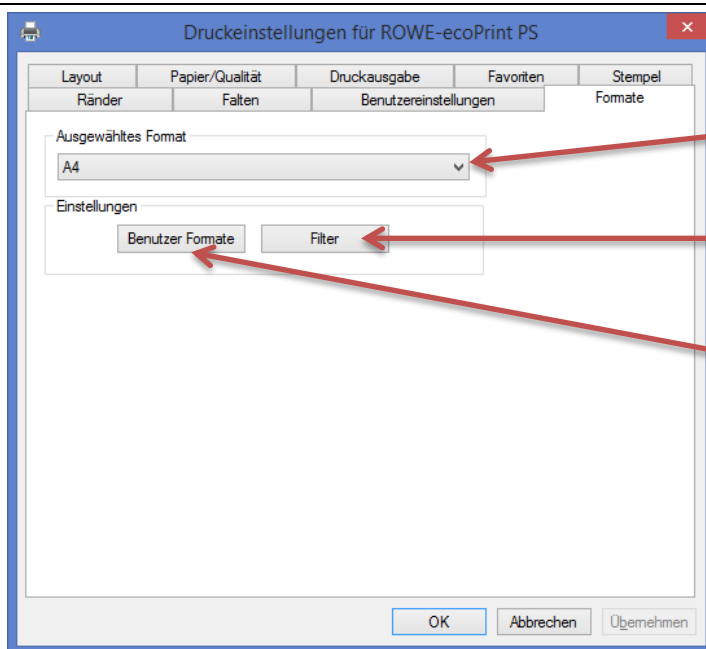 Druckeinstellungen für ROWE-ecoPrint PS
Layout Papier/Qualität Druckausgabe Favoriten Stempel
Ränder Falten Benutzereinstellungen Formate
Ausgewähltes Format
A4
Einstellungen
Benutzer Formate Filter
OK Abbrechen Übernehmen